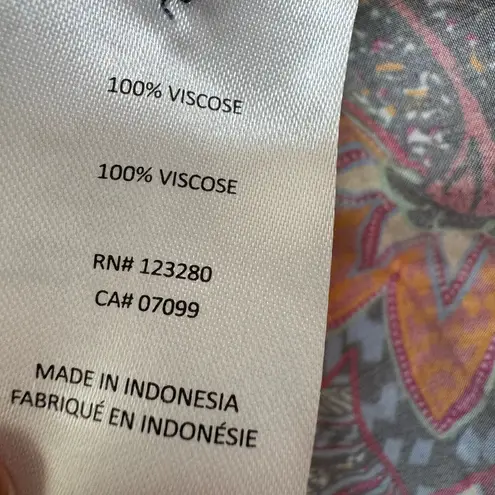 100% VISCOSE
100% VISCOSE
RN# 123280
CA# 07099
MADE IN INDONESIA
FABRIQUÉ EN INDONÉSIE